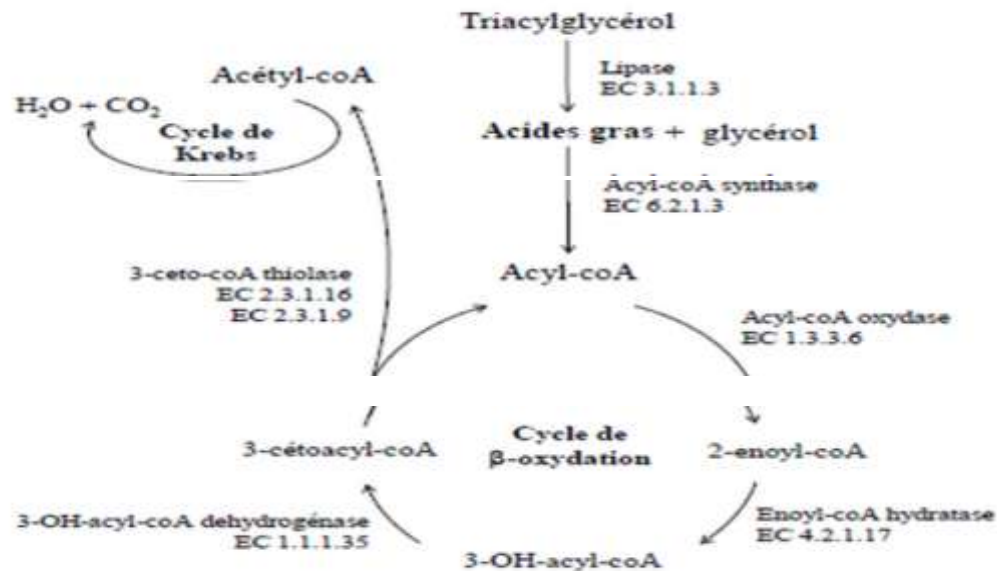 Triacylglycérol
Lipase
EC 3.1.1.3
Acétyl-coA
H₂O + CO₂
Cycle de
Krebs
Acides gras + glycérol
Acyl-coA synthase
EC 6.2.1.3
3-ceto-coA thiolase
EC 2.3.1.16
EC 2.3.1.9
Acyl-coA
Acyl-coA oxydase
EC 1.3.3.6
3-cétoacyl-coA
Cycle de
β-oxydation
2-enoyl-coA
3-OH-acyl-coA dehydrogénase
EC 1.1.1.35
Enoyl-coA hydratase
EC 4.2.1.17
3-OH-acyl-coA